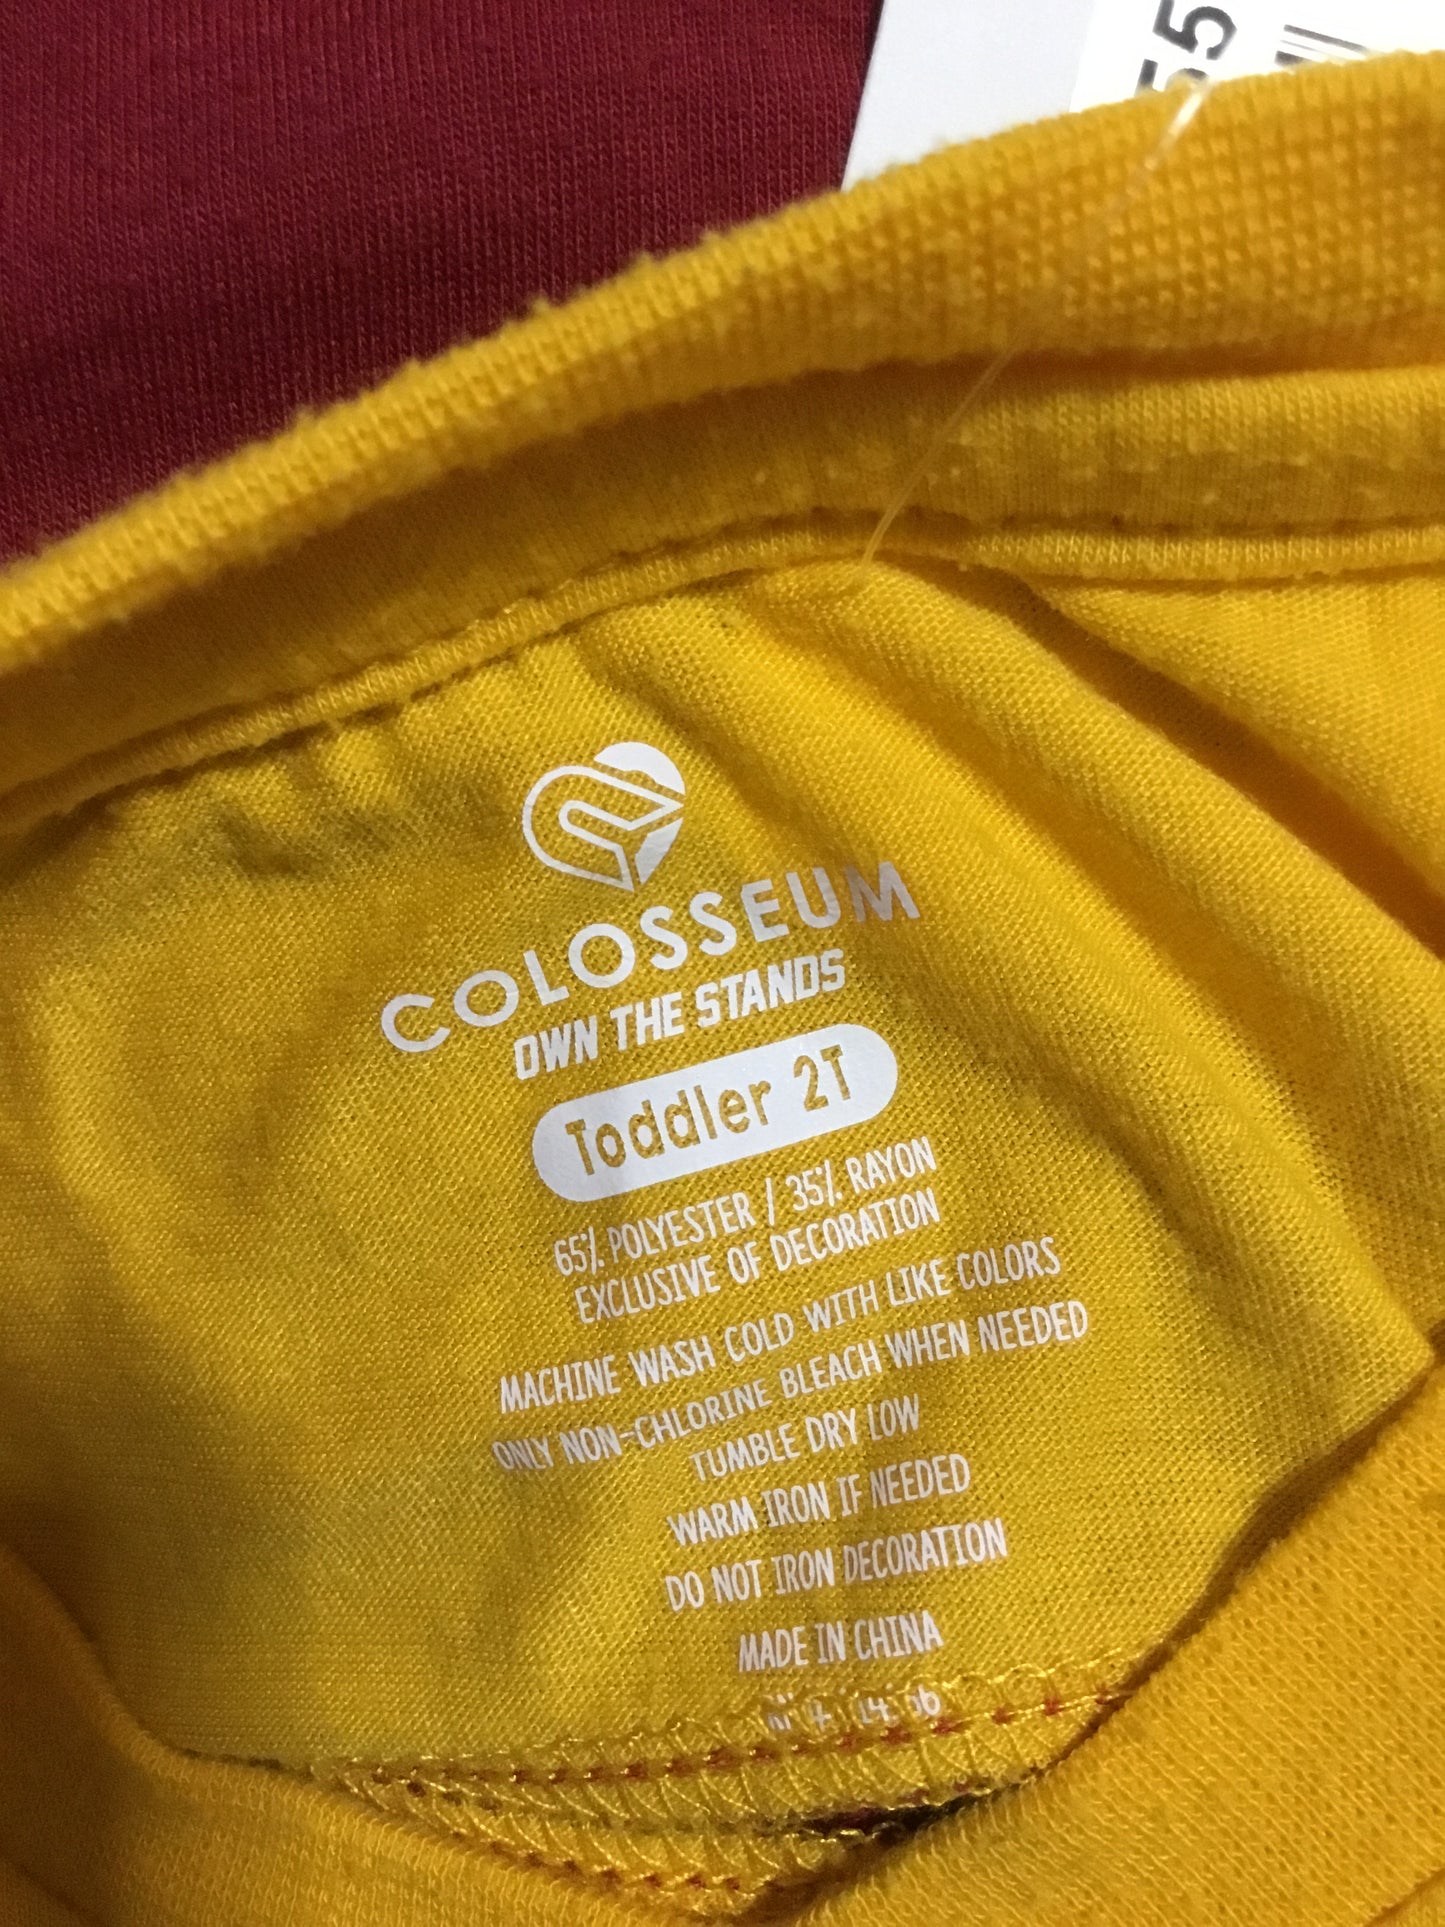 55
COLOSSEUM
OWN THE STANDS
Toddler 2T
65% POLYESTER / 35% RAYON
EXCLUSIVE OF DECORATION
MACHINE WASH COLD WITH LIKE COLORS
ONLY NON-CHLORINE BLEACH WHEN NEEDED
TUMBLE DRY LOW
WARM IRON IF NEEDED
DO NOT IRON DECORATION
MADE IN CHINA